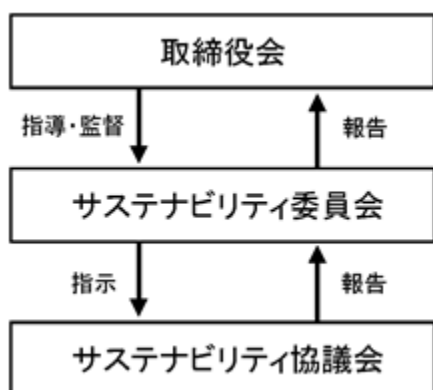 取締役会
指導・監督
報告
サステナビリティ委員会
指示
報告
サステナビリティ協議会